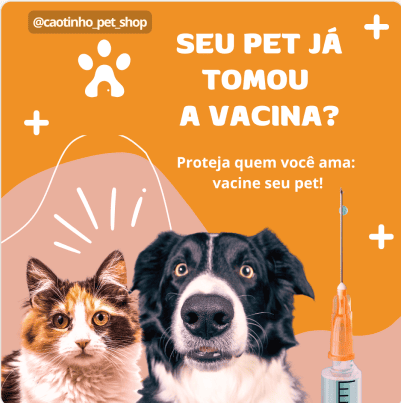 @caotinho_pet_shop
SEU PET JÁ
TOMOU
A VACINA?
Proteja quem você ama:
vacine seu pet!
E